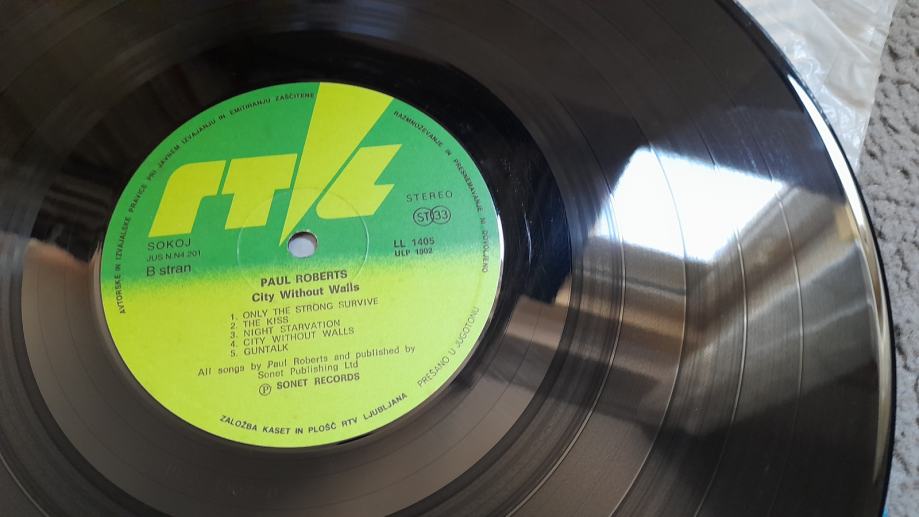 AVTORSKE IN IZVAJALSKE PRAVICE PRI JAVNEM IZVAJANJU IN EMITIRANJU ZAŠČITENE
RAZMNOŽEVANJE IN PRESNEMAVANJE NI DOVOLJENO
rtl
STEREO
ST 33
SOKOJ
JUS N.N4.201
B stran
LL 1405
ULP 1902
PAUL ROBERTS
City Without Walls
1. ONLY THE STRONG SURVIVE
2. THE KISS
3. NIGHT STARVATION
4. CITY WITHOUT WALLS
5. GUNTALK
All songs by Paul Roberts and published by
Sonet Publishing Ltd
Ⓟ SONET RECORDS
ZALOŽBA KASET IN PLOŠČ RTV LJUBLJANA
PRESANO U JUGOTONU